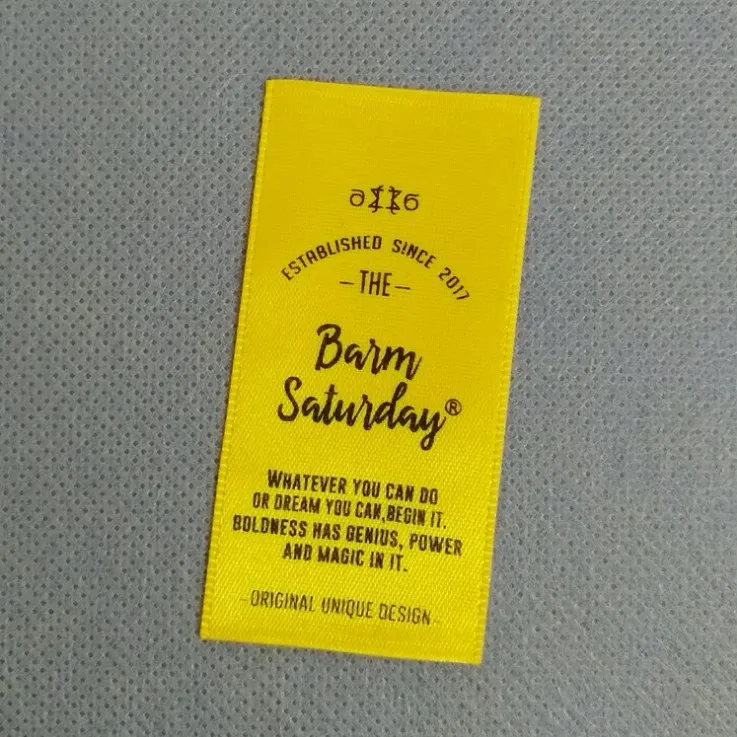 ESTABLISHED SINCE 2017
-THE-
Barm
Saturday®
WHATEVER YOU CAN DO
OR DREAM YOU CAN,BEGIN IT.
BOLDNESS HAS GENIUS, POWER
AND MAGIC IN IT.
-ORIGINAL UNIQUE DESIGN-